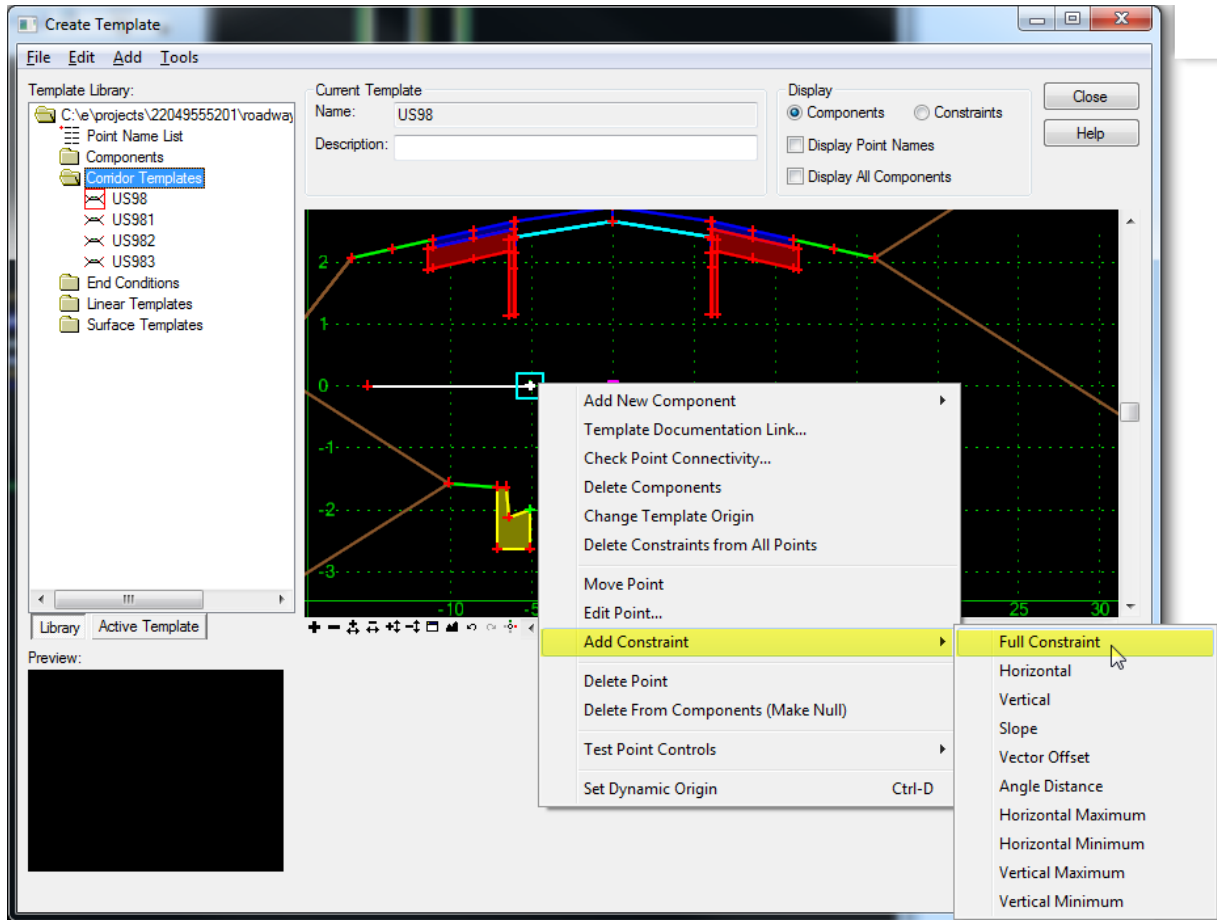 Create Template
File Edit Add Tools
Template Library:
C:\e\projects\22049555201\roadway
Point Name List
Components
Corridor Templates
US98
US981
US982
US983
End Conditions
Linear Templates
Surface Templates
Library Active Template
Preview:
Current Template
Name: US98
Description:
Display
Components Constraints
Display Point Names
Display All Components
Close
Help
2
1
0
-1
-2
-3
-10 -5 25 30
Add New Component
Template Documentation Link...
Check Point Connectivity...
Delete Components
Change Template Origin
Delete Constraints from All Points
Move Point
Edit Point...
Add Constraint
Delete Point
Delete From Components (Make Null)
Test Point Controls
Set Dynamic Origin Ctrl-D
Full Constraint
Horizontal
Vertical
Slope
Vector Offset
Angle Distance
Horizontal Maximum
Horizontal Minimum
Vertical Maximum
Vertical Minimum